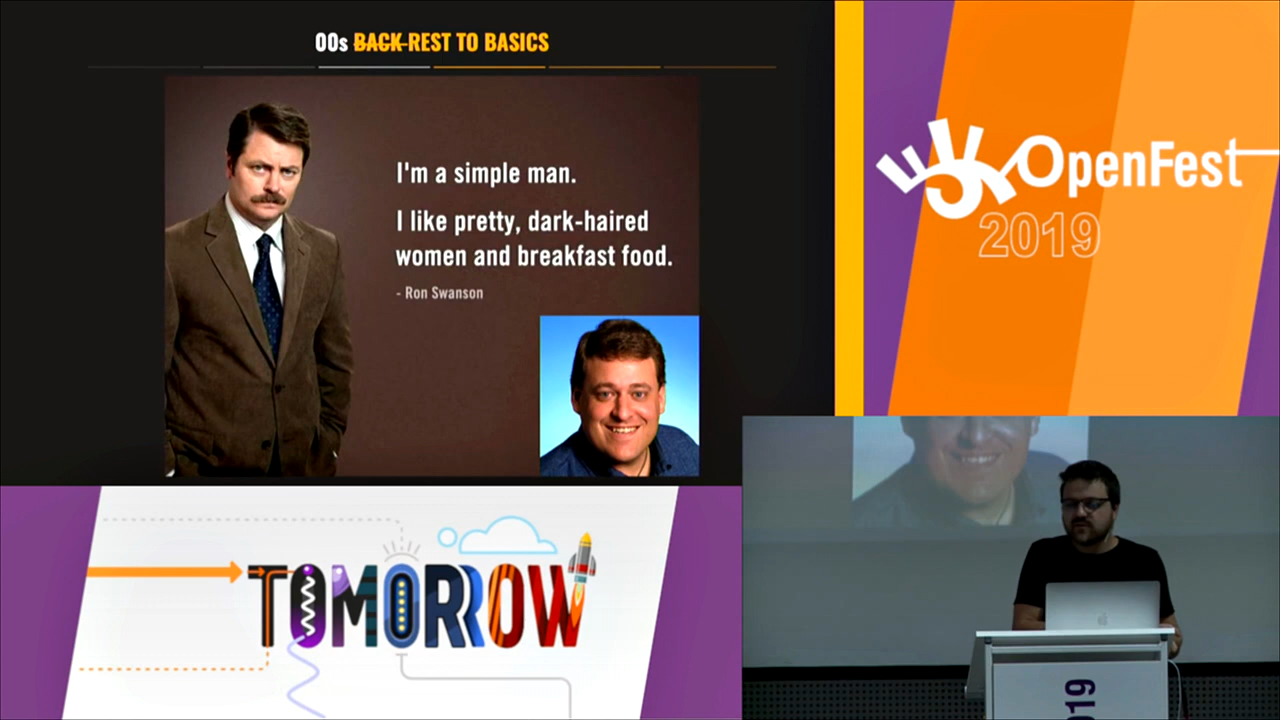 00s BACK REST TO BASICS
I'm a simple man.
I like pretty, dark-haired
women and breakfast food.
- Ron Swanson
OpenFest
2019
TOMORROW
19